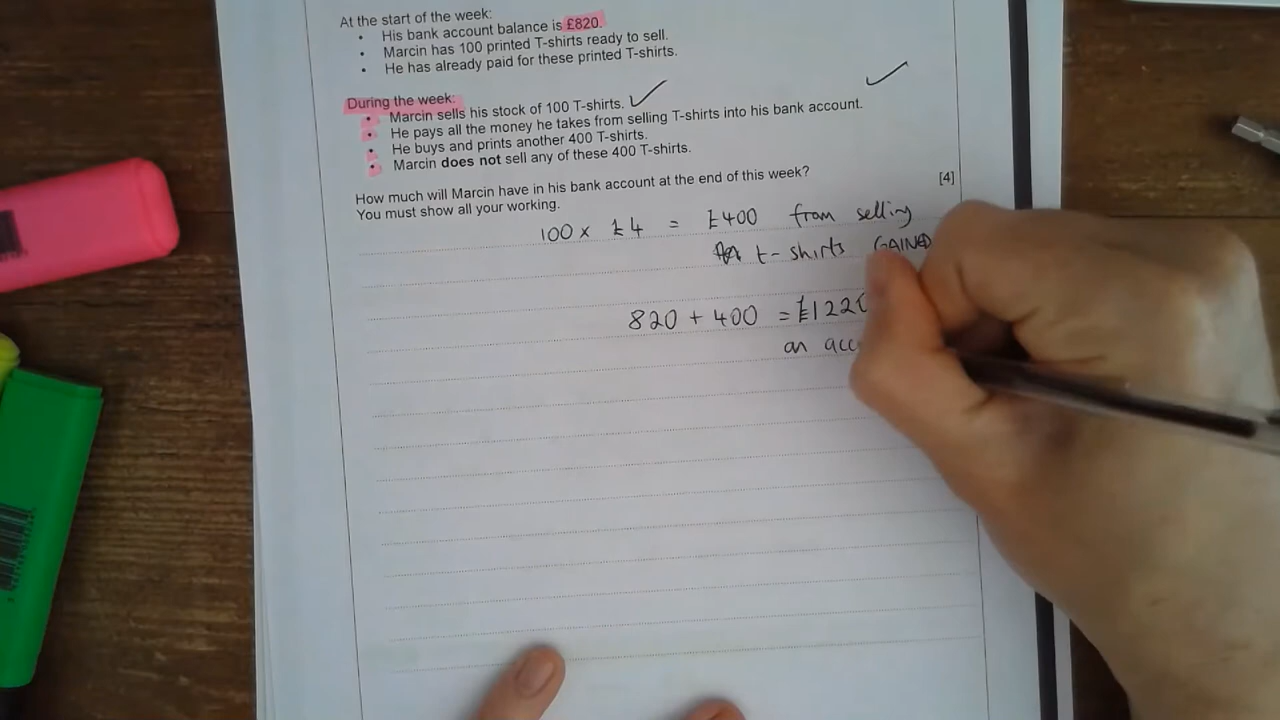 At the start of the week:
• His bank account balance is £820.
• Marcin has 100 printed T-shirts ready to sell.
• He has already paid for these printed T-shirts.
During the week:
• Marcin sells his stock of 100 T-shirts. ✓
• He pays all the money he takes from selling T-shirts into his bank account. ✓
• He buys and prints another 400 T-shirts.
• Marcin does not sell any of these 400 T-shirts.
How much will Marcin have in his bank account at the end of this week?
You must show all your working.
[4]
100 x £4 = £400 from selling
t-shirts GAINED
820 + 400 = £122